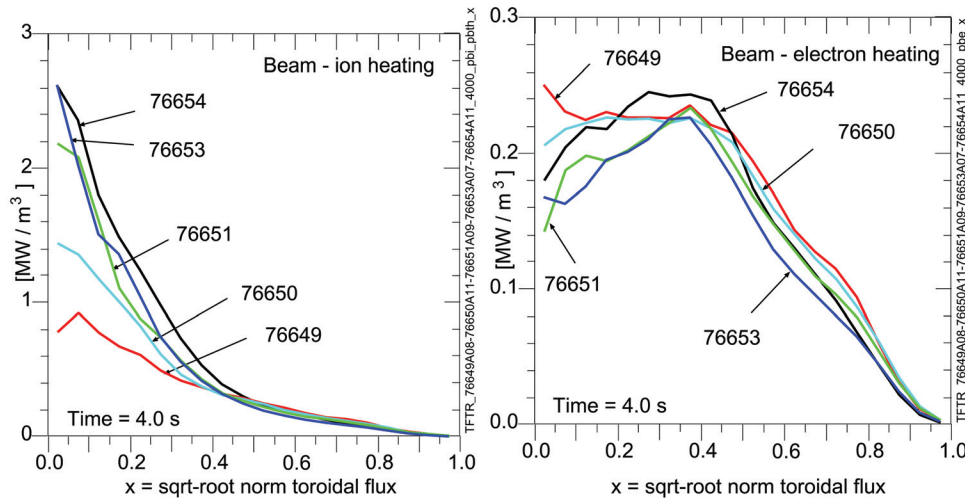 3
2
1
0
[MW / m³]
Beam - ion heating
76654
76653
76651
76650
76649
Time = 4.0 s
0.0 0.2 0.4 0.6 0.8 1.0
x = sqrt-root norm toroidal flux
TFTR_76649A08-76650A11-76651A09-76653A07-76654A11_4000_pbi_pbth_x
0.3
0.2
0.1
0.0
[MW / m³]
Beam - electron heating
76649
76654
76650
76651
76653
Time = 4.0 s
0.0 0.2 0.4 0.6 0.8 1.0
x = sqrt-root norm toroidal flux
TFTR_76649A08-76650A11-76651A09-76653A07-76654A11_4000_pbe_x